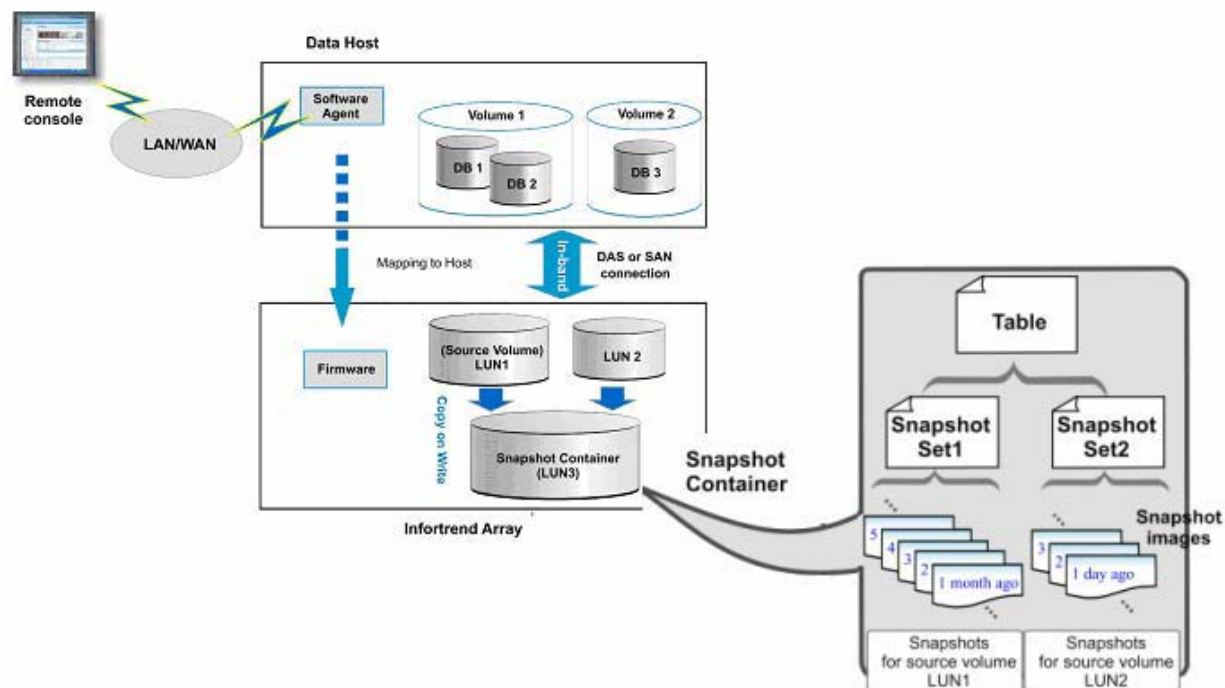 Data Host
Remote
console
LAN/WAN
Software
Agent
Volume 1
DB 1
DB 2
Volume 2
DB 3
Mapping to Host
In-band
DAS or SAN
connection
Firmware
(Source Volume)
LUN1
LUN 2
Copy on Write
Snapshot Container
(LUN3)
Infortrend Array
Snapshot
Container
Table
Snapshot
Set1
Snapshot
Set2
Snapshot
images
...
5
4
3
2
1 month ago
...
...
3
2
1 day ago
...
Snapshots
for source volume
LUN1
Snapshots
for source volume
LUN2